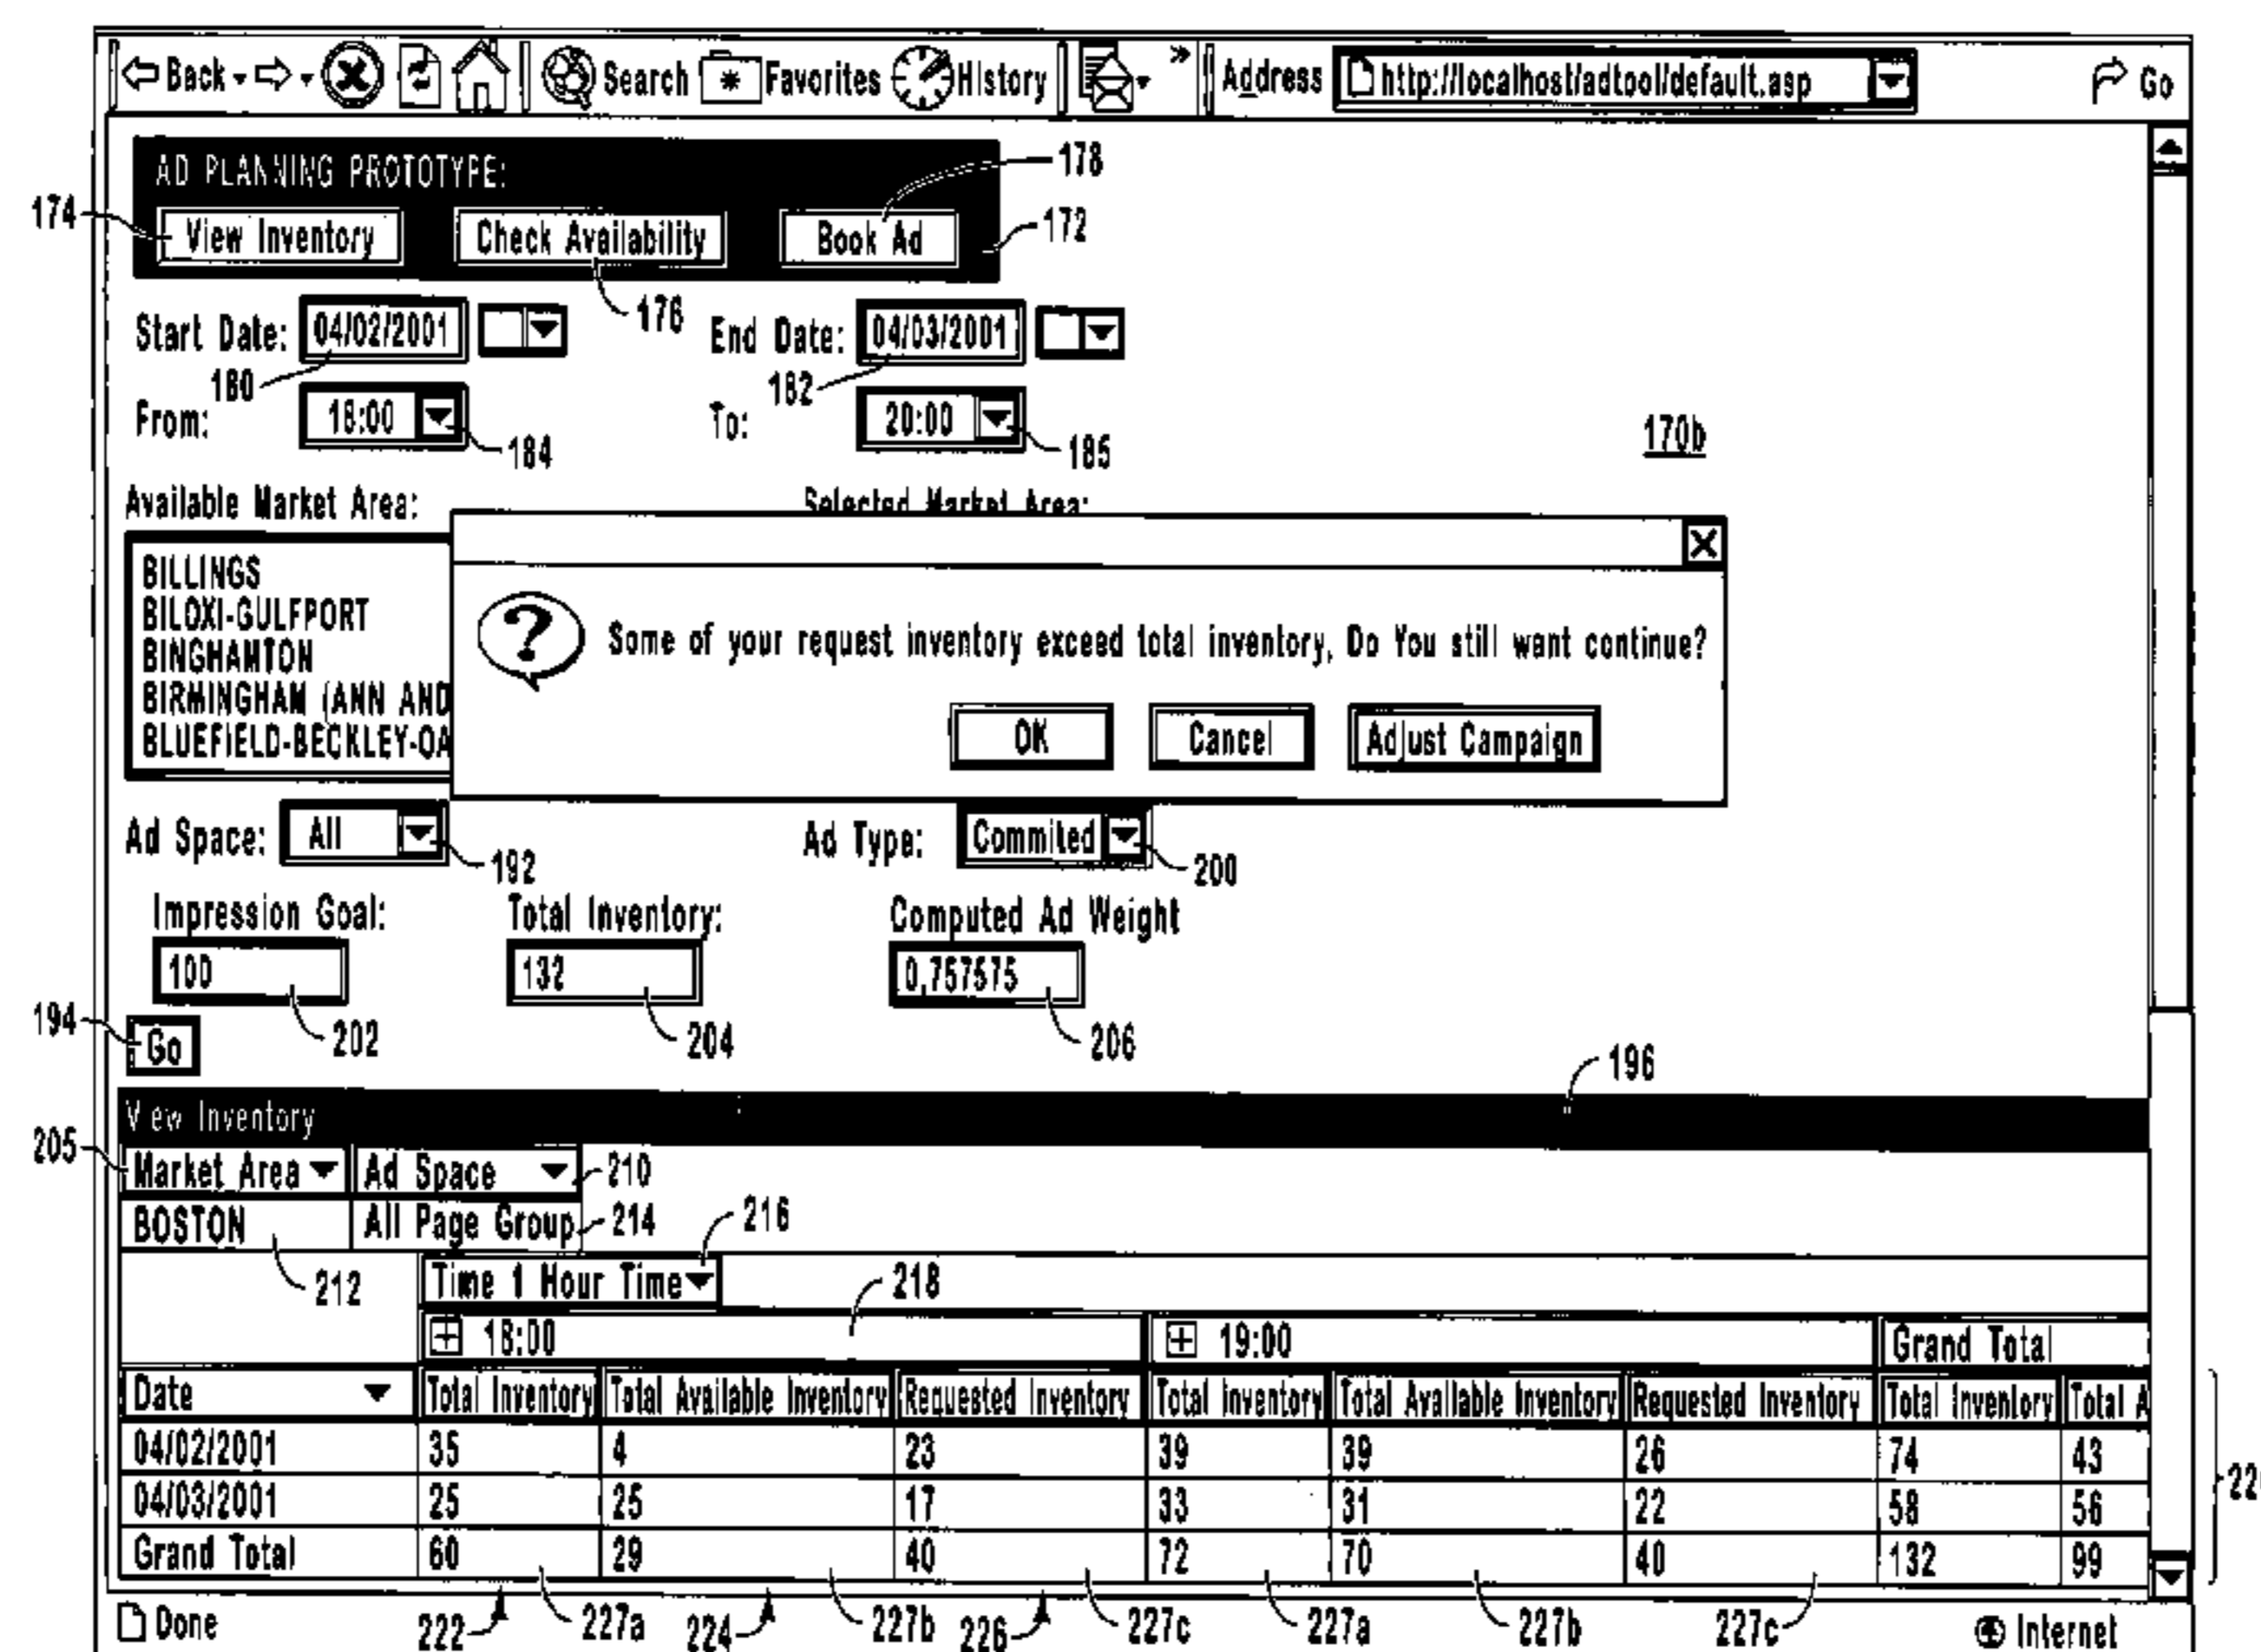 Back Search Favorites History Address http://localhost/adtool/default.asp Go
AD PLANNING PROTOTYPE:
178
174 View Inventory Check Availability Book Ad 172
176
Start Date: 04/02/2001 End Date: 04/03/2001
180 182
From: 18:00 184 To: 20:00 185
170b
Available Market Area: Selected Market Area:
BILLINGS
BILOXI-GULFPORT
BINGHAMTON
BIRMINGHAM (ANN AND
BLUEFIELD-BECKLEY-OA
Some of your request inventory exceed total inventory, Do You still want continue?
OK Cancel Adjust Campaign
Ad Space: All 192 Ad Type: Commited 200
Impression Goal: Total Inventory: Computed Ad Weight
100 132 0,757575
202 204 206
194 Go
196
View Inventory
205 Market Area Ad Space 210
BOSTON All Page Group 214 216
212 Time 1 Hour Time 218
18:00 19:00 Grand Total
Date Total Inventory Total Available Inventory Requested Inventory Total Inventory Total Available Inventory Requested Inventory Total Inventory Total A
04/02/2001 35 4 23 39 39 26 74 43
04/03/2001 25 25 17 33 31 22 58 56
Grand Total 60 29 40 72 70 40 132 99
22
Done 222 227a 224 227b 226 227c 227a 227b 227c Internet